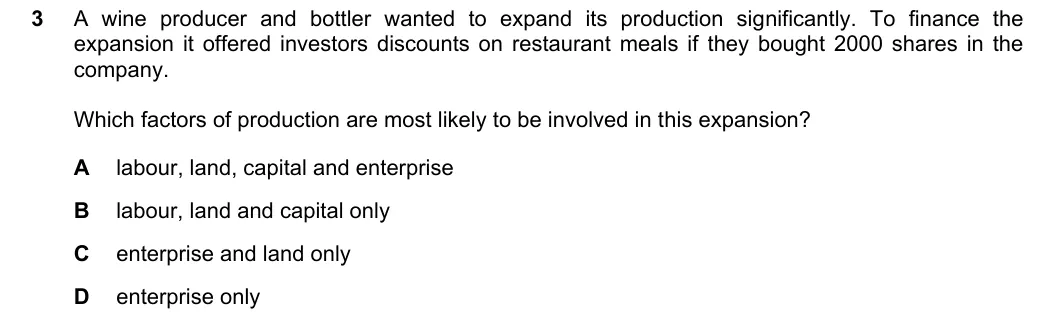 3 A wine producer and bottler wanted to expand its production significantly. To finance the
expansion it offered investors discounts on restaurant meals if they bought 2000 shares in the
company.
Which factors of production are most likely to be involved in this expansion?
A labour, land, capital and enterprise
B labour, land and capital only
C enterprise and land only
D enterprise only